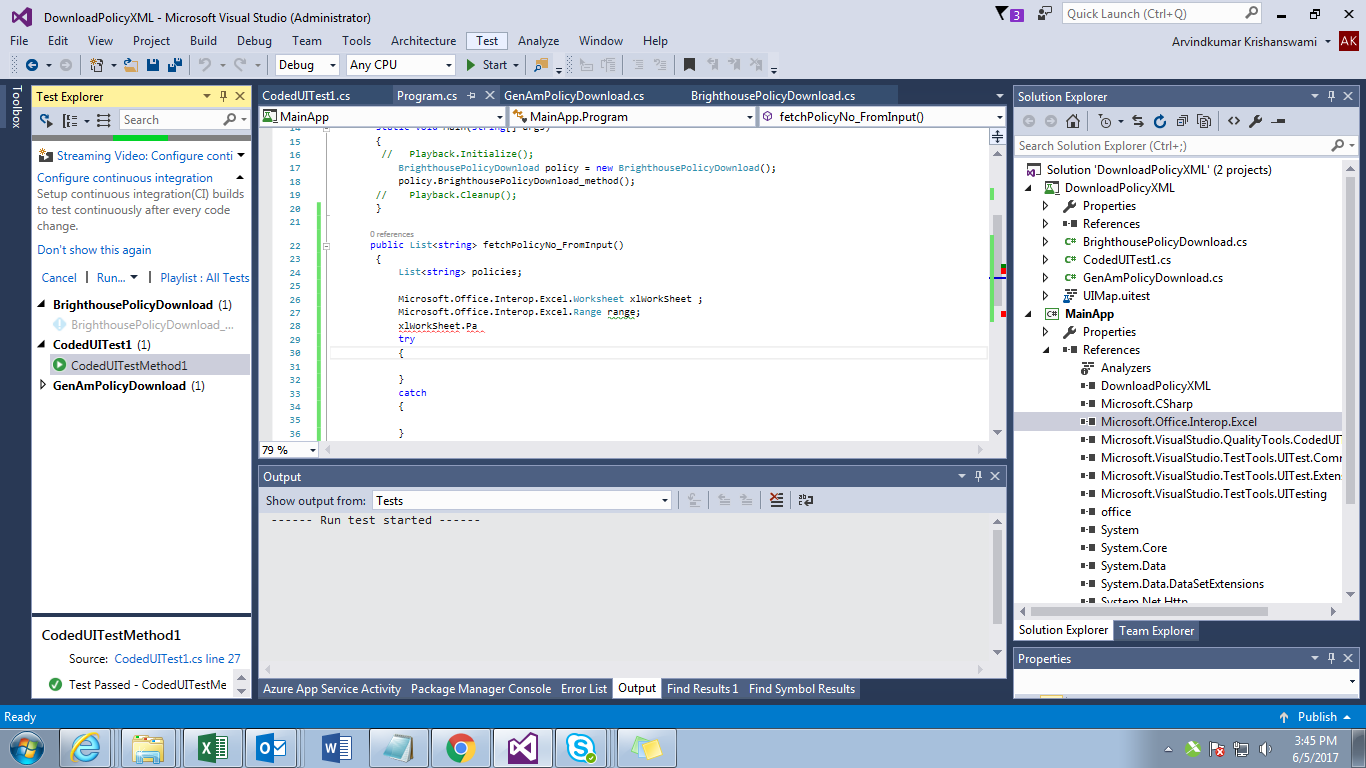 DownloadPolicyXML - Microsoft Visual Studio (Administrator)
3
Quick Launch (Ctrl+Q)
File Edit View Project Build Debug Team Tools Architecture Test Analyze Window Help
Arvindkumar Krishanswami
AK
Debug
Any CPU
Start
Toolbox
Test Explorer
Search
Streaming Video: Configure conti
Configure continuous integration
Setup continuous integration(CI) builds
to test continuously after every code
change.
Don't show this again
Cancel | Run... | Playlist : All Tests
BrighthousePolicyDownload (1)
BrighthousePolicyDownload_...
CodedUITest1 (1)
CodedUITestMethod1
GenAmPolicyDownload (1)
CodedUITestMethod1
Source: CodedUITest1.cs line 27
Test Passed - CodedUITestMe
CodedUITest1.cs
Program.cs
GenAmPolicyDownload.cs
BrighthousePolicyDownload.cs
MainApp
MainApp.Program
fetchPolicyNo_FromInput()
14 static void Main(String[] args)
15 {
16 // Playback.Initialize();
17 BrighthousePolicyDownload policy = new BrighthousePolicyDownload();
18 policy.BrighthousePolicyDownload_method();
19 // Playback.Cleanup();
20 }
21
0 references
22 public List<string> fetchPolicyNo_FromInput()
23 {
24 List<string> policies;
25
26 Microsoft.Office.Interop.Excel.Worksheet xlWorkSheet ;
27 Microsoft.Office.Interop.Excel.Range range;
28 xlWorkSheet.Pa
29 try
30 {
31
32 }
33 catch
34 {
35
36 }
79 %
Output
Show output from: Tests
------ Run test started ------
Azure App Service Activity
Package Manager Console
Error List
Output
Find Results 1
Find Symbol Results
Solution Explorer
Search Solution Explorer (Ctrl+;)
Solution 'DownloadPolicyXML' (2 projects)
DownloadPolicyXML
Properties
References
C# BrighthousePolicyDownload.cs
C# CodedUITest1.cs
C# GenAmPolicyDownload.cs
UIMap.uitest
C# MainApp
Properties
References
Analyzers
DownloadPolicyXML
Microsoft.CSharp
Microsoft.Office.Interop.Excel
Microsoft.VisualStudio.QualityTools.CodedUIT
Microsoft.VisualStudio.TestTools.UITest.Comr
Microsoft.VisualStudio.TestTools.UITest.Exten
Microsoft.VisualStudio.TestTools.UITesting
office
System
System.Core
System.Data
System.Data.DataSetExtensions
System.Net.Http
Solution Explorer
Team Explorer
Properties
Ready
Publish
3:45 PM
6/5/2017